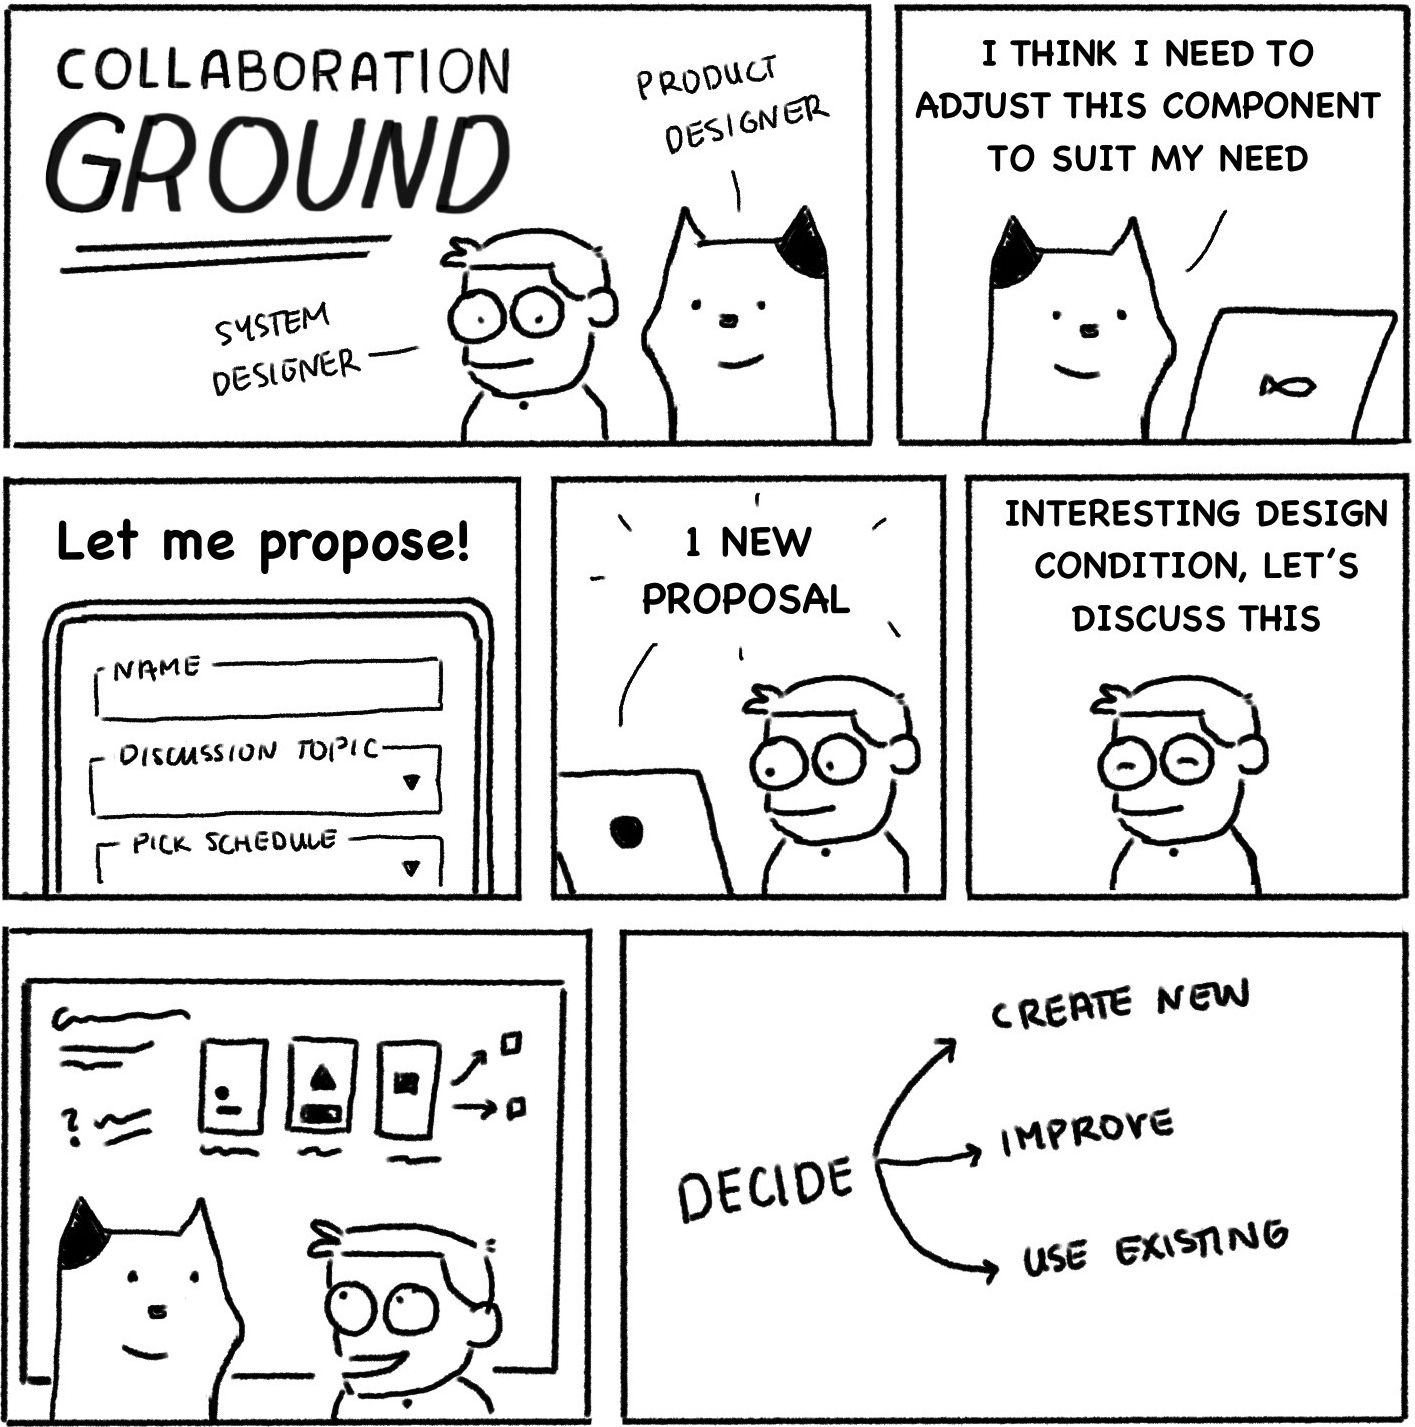 COLLABORATION
GROUND
PRODUCT
DESIGNER
SYSTEM
DESIGNER
I THINK I NEED TO
ADJUST THIS COMPONENT
TO SUIT MY NEED
Let me propose!
NAME
DISCUSSION TOPIC
PICK SCHEDULE
1 NEW
PROPOSAL
INTERESTING DESIGN
CONDITION, LET'S
DISCUSS THIS
?
DECIDE
CREATE NEW
IMPROVE
USE EXISTING